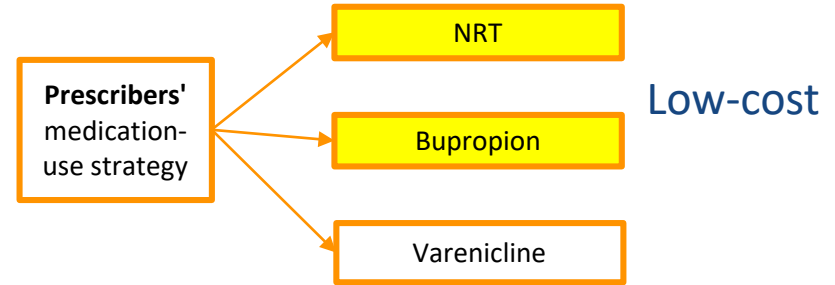 NRT
Prescribers'
medication-
use strategy
Low-cost
Bupropion
Varenicline